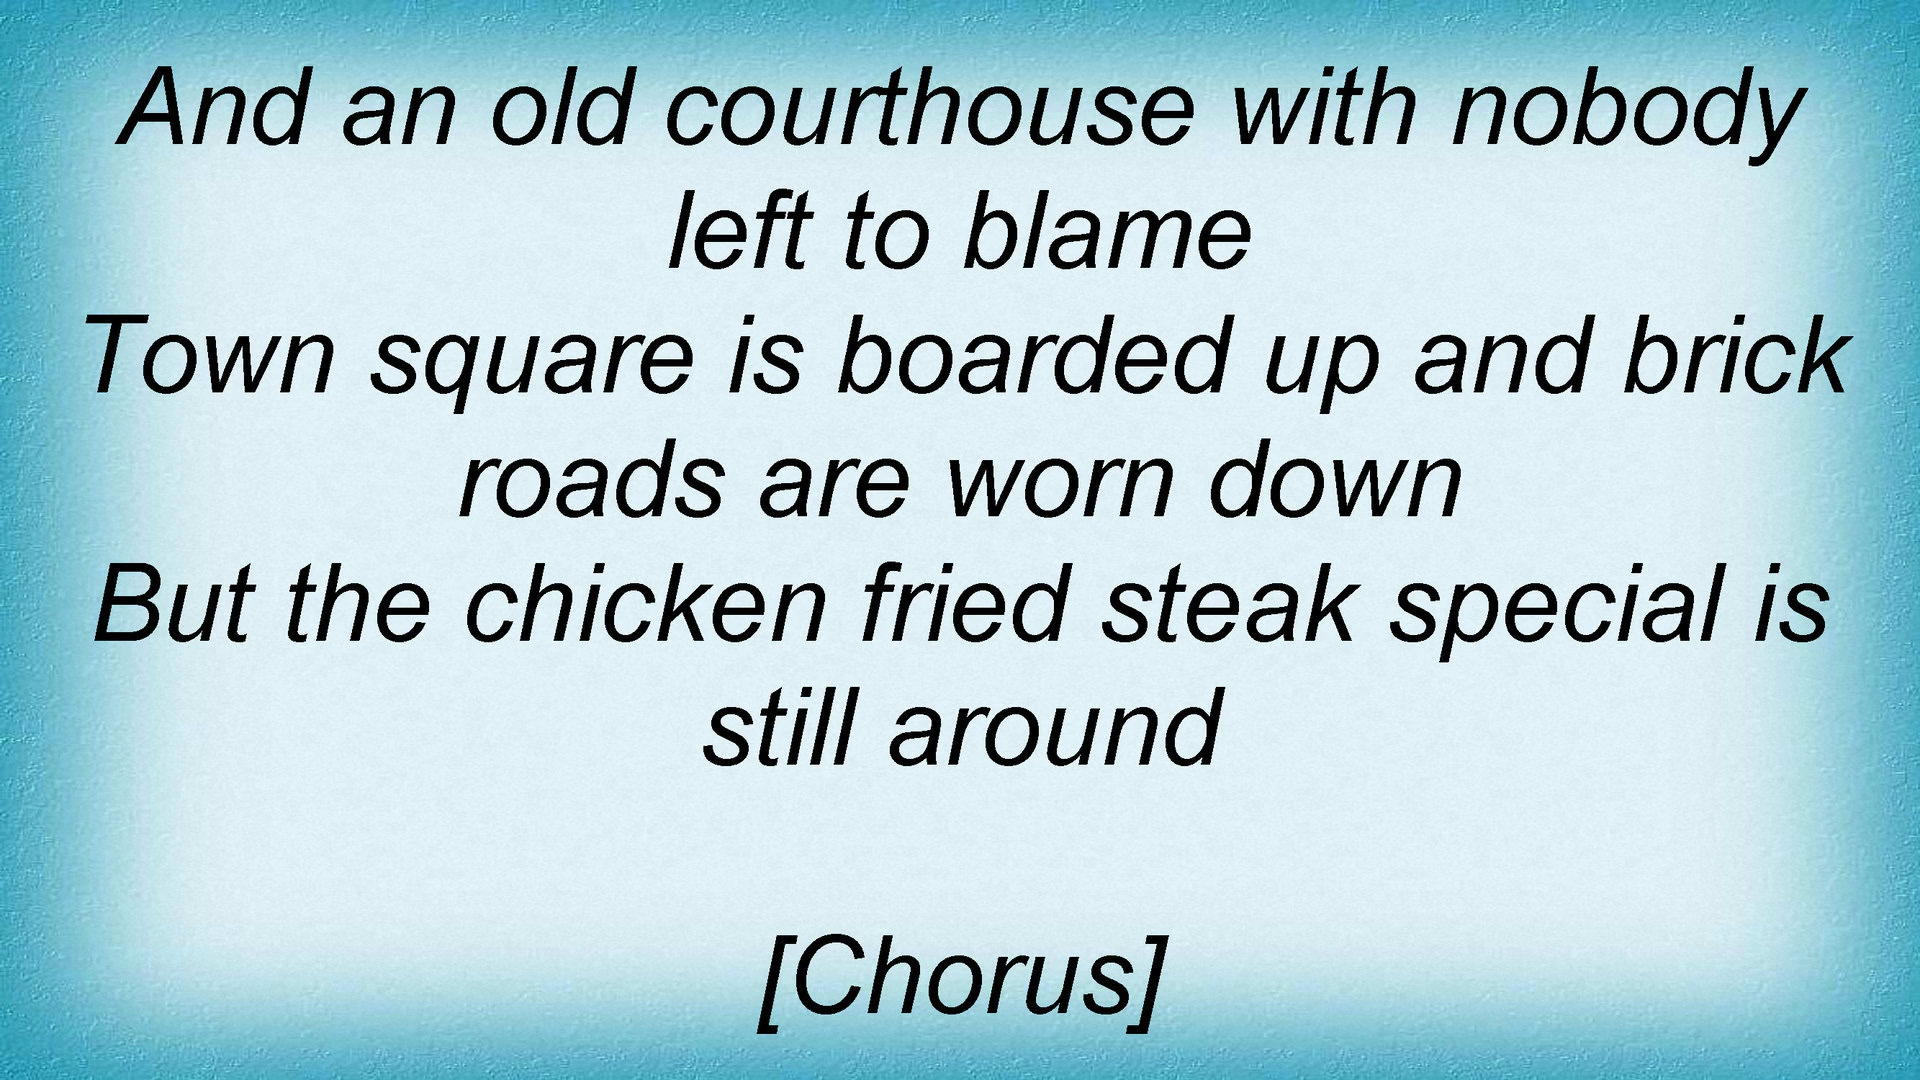 And an old courthouse with nobody
left to blame
Town square is boarded up and brick
roads are worn down
But the chicken fried steak special is
still around
[Chorus]